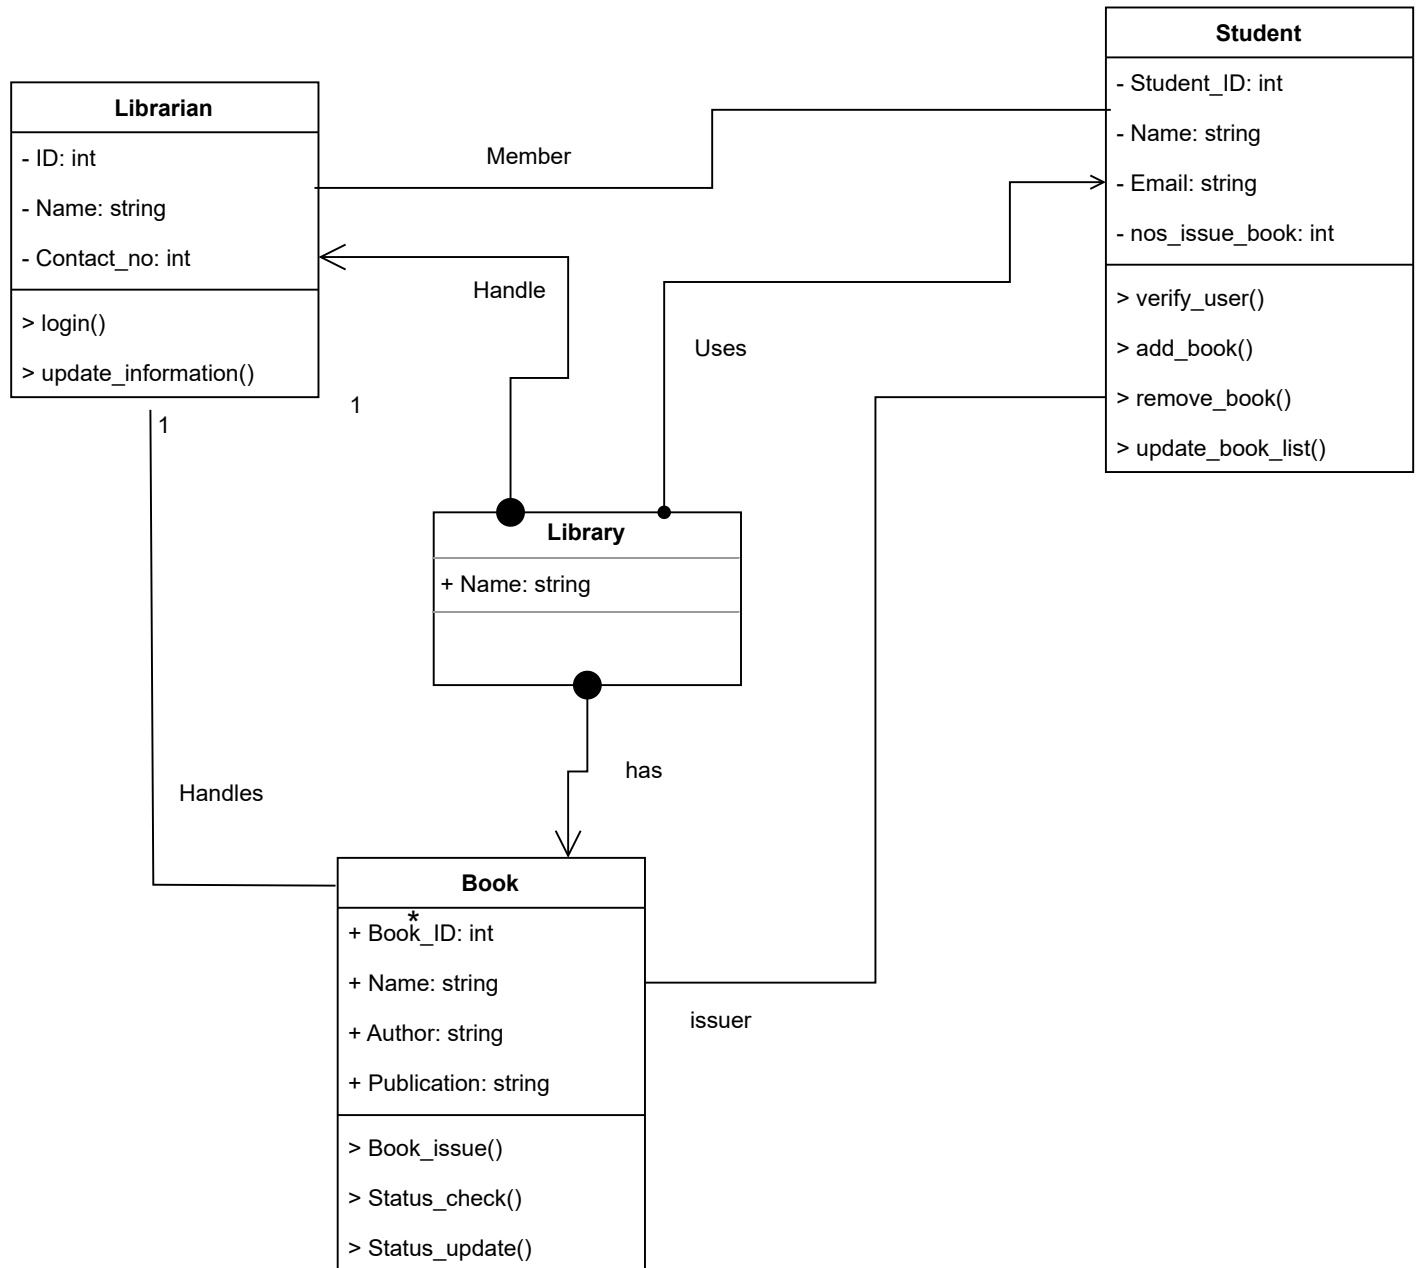 Student
- Student_ID: int
- Name: string
- Email: string
- nos_issue_book: int
> verify_user()
> add_book()
> remove_book()
> update_book_list()
Librarian
- ID: int
- Name: string
- Contact_no: int
> login()
> update_information()
Member
Handle
Uses
1
1
Library
+ Name: string
has
Handles
Book
*
+ Book_ID: int
+ Name: string
+ Author: string
+ Publication: string
> Book_issue()
> Status_check()
> Status_update()
issuer